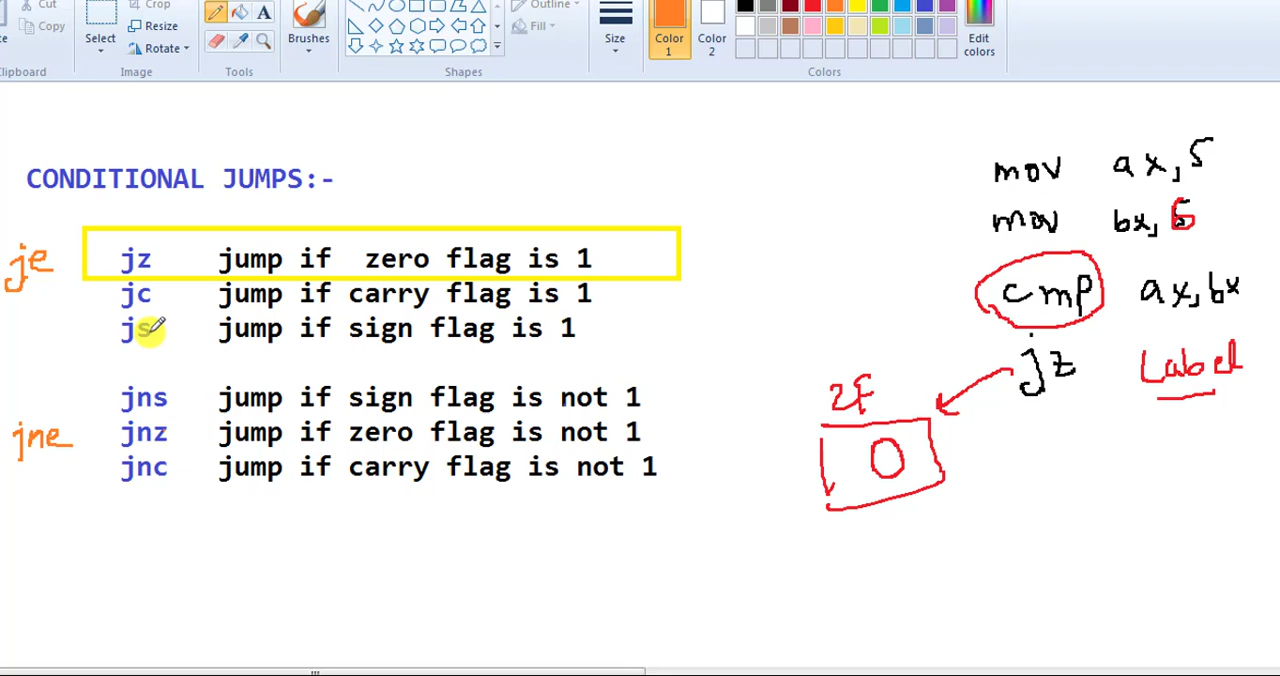 Cut
Copy
Clipboard
Select
Crop
Resize
Rotate
Image
A
Tools
Brushes
Outline
Fill
Shapes
Size
Color 1
Color 2
Edit colors
Colors
CONDITIONAL JUMPS:-
je
jz jump if zero flag is 1
jc jump if carry flag is 1
js jump if sign flag is 1
jns jump if sign flag is not 1
jne
jnz jump if zero flag is not 1
jnc jump if carry flag is not 1
mov ax,5
mov bx,6
cmp ax,bx
jz Label
ZF
0